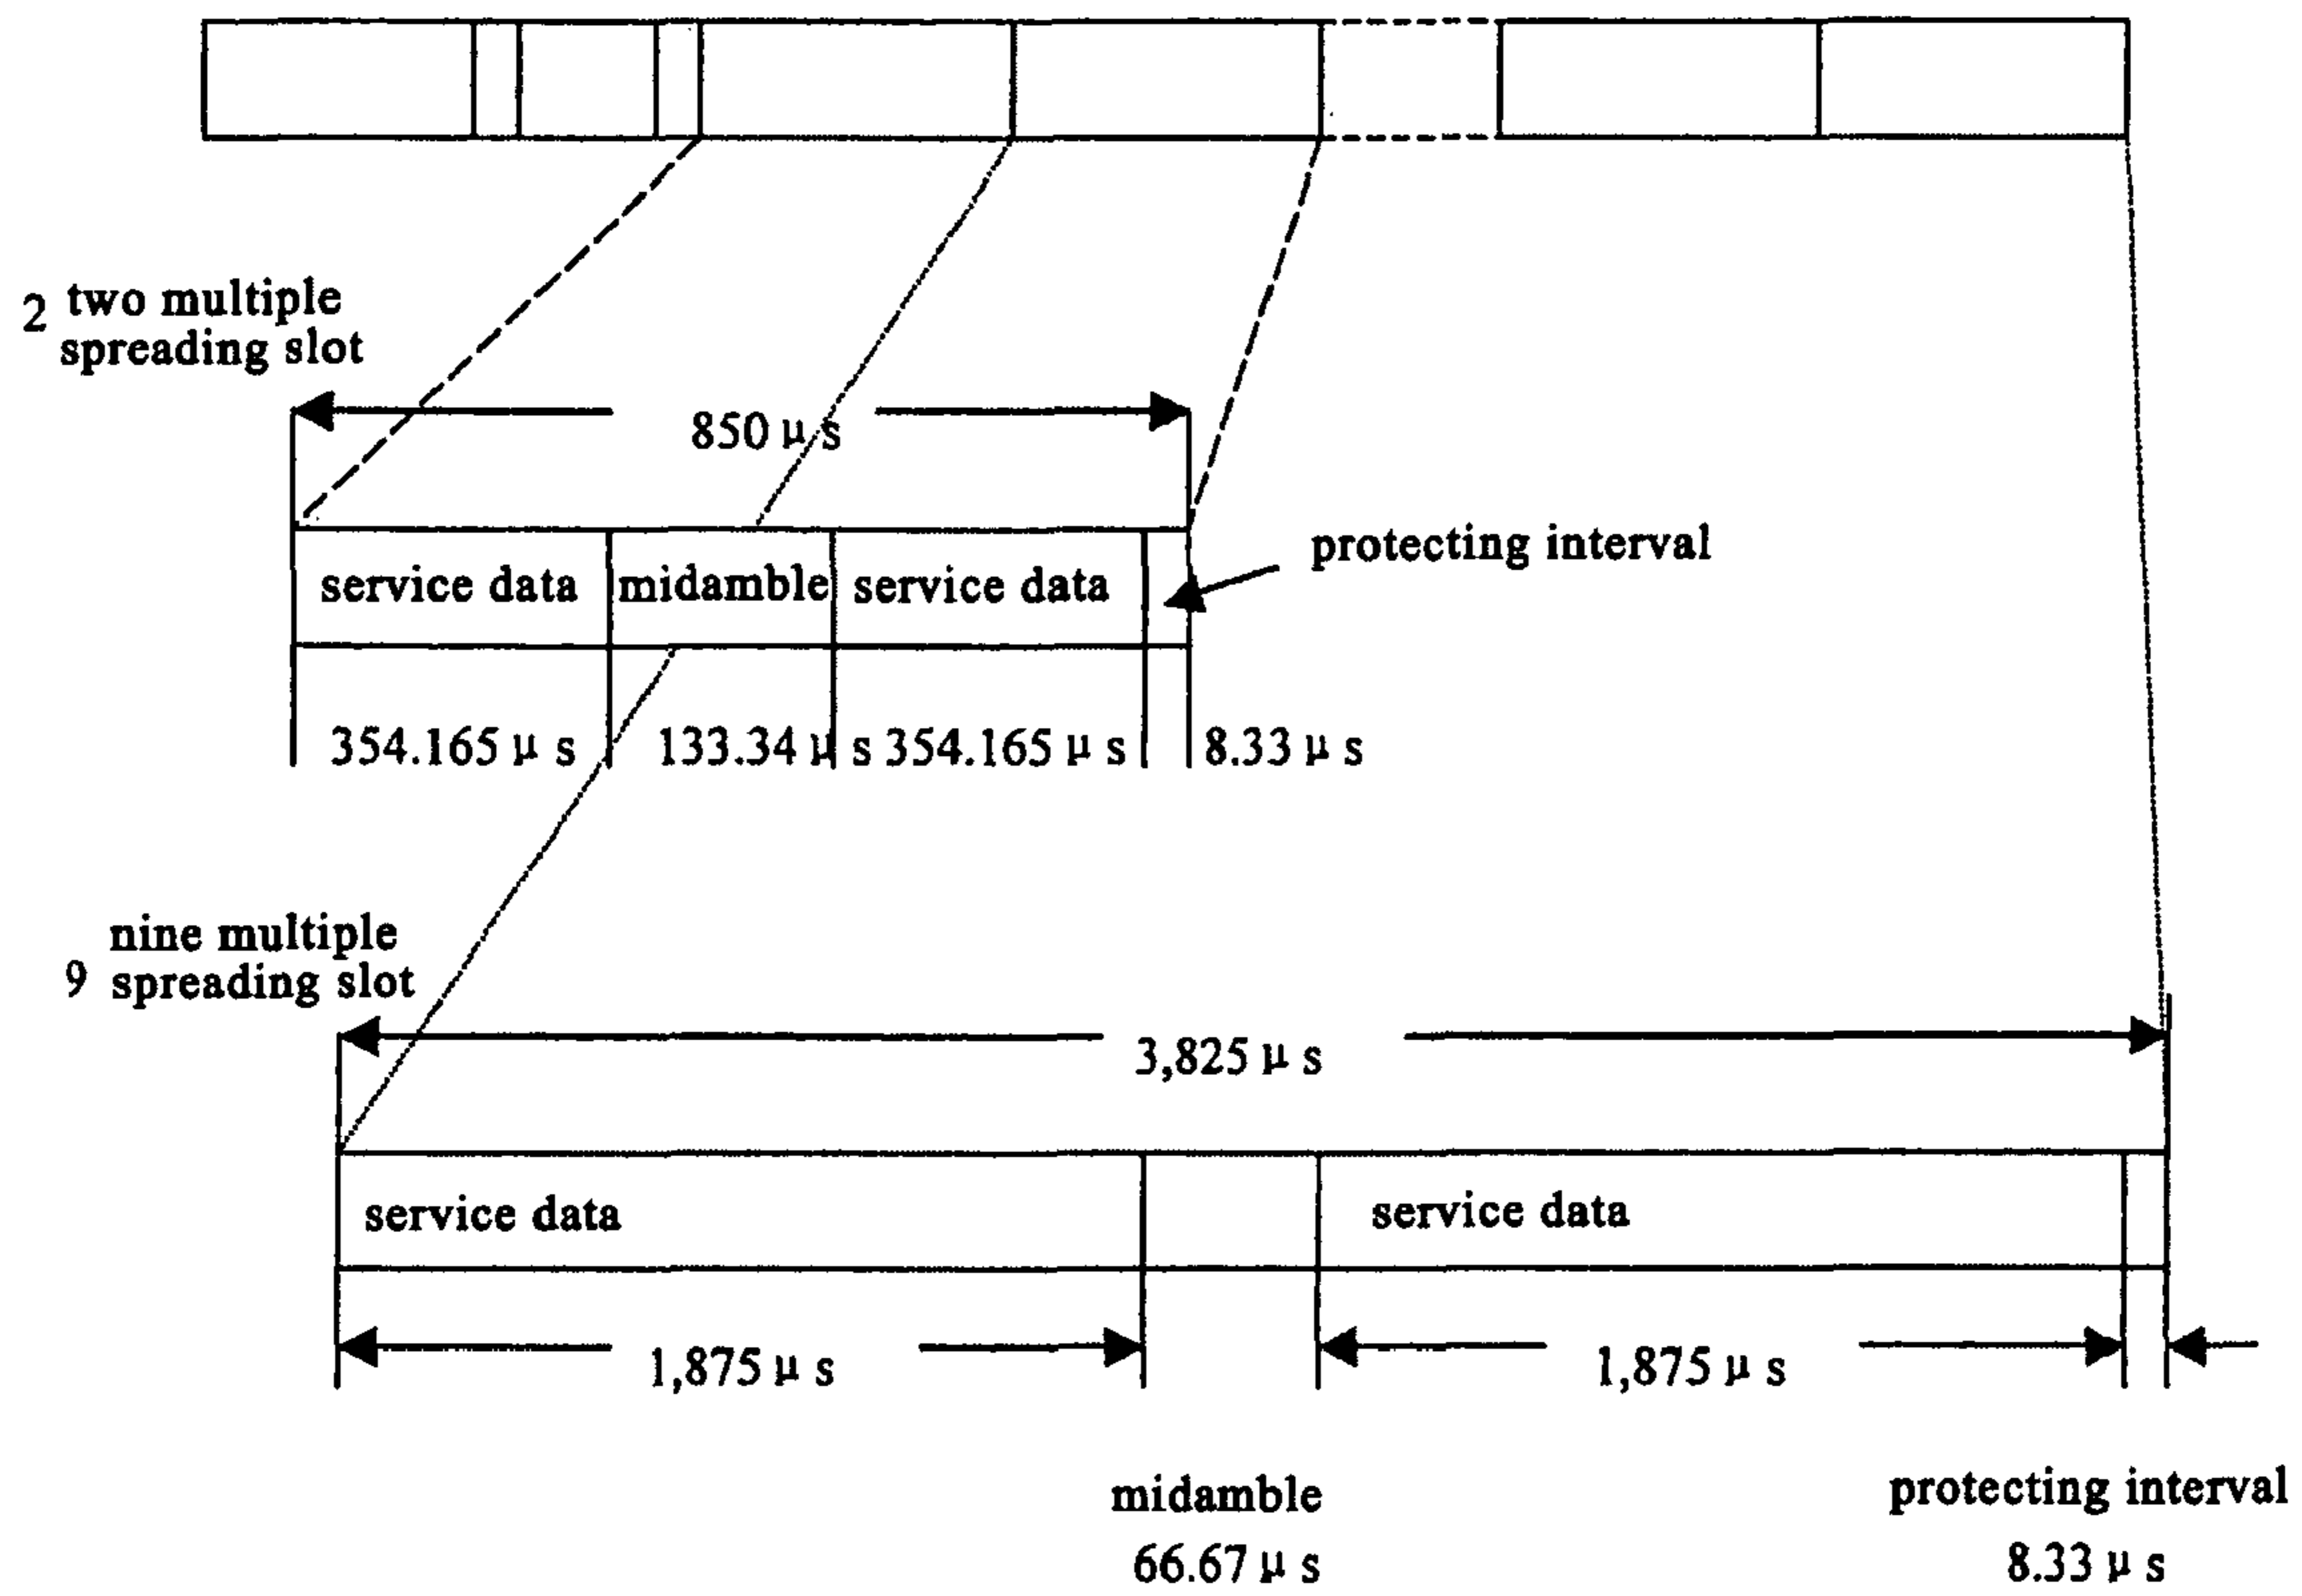 2 two multiple
spreading slot
850 μ s
protecting interval
service data midamble service data
354.165 μ s 133.34 μ s 354.165 μ s 8.33 μ s
nine multiple
9 spreading slot
3,825 μ s
service data service data
1,875 μ s 1,875 μ s
midamble protecting interval
66.67 μ s 8.33 μ s